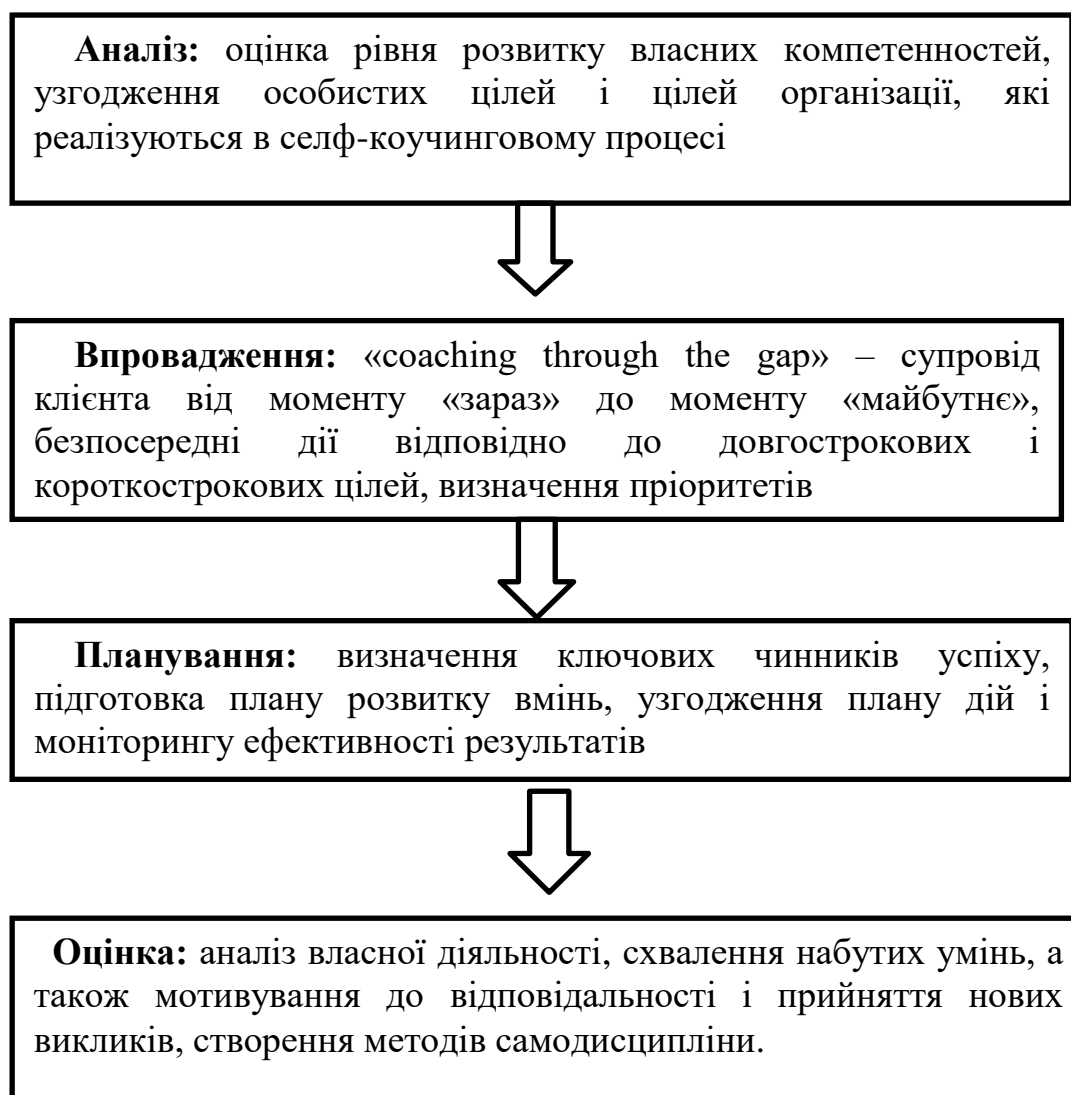 Аналіз: оцінка рівня розвитку власних компетенностей,
узгодження особистих цілей і цілей організації, які
реалізуються в селф-коучинговому процесі
Впровадження: «coaching through the gap» – супровід
клієнта від моменту «зараз» до моменту «майбутнє»,
безпосередні дії відповідно до довгострокових і
короткострокових цілей, визначення пріоритетів
Планування: визначення ключових чинників успіху,
підготовка плану розвитку вмінь, узгодження плану дій і
моніторингу ефективності результатів
Оцінка: аналіз власної діяльності, схвалення набутих умінь, а
також мотивування до відповідальності і прийняття нових
викликів, створення методів самодисципліни.